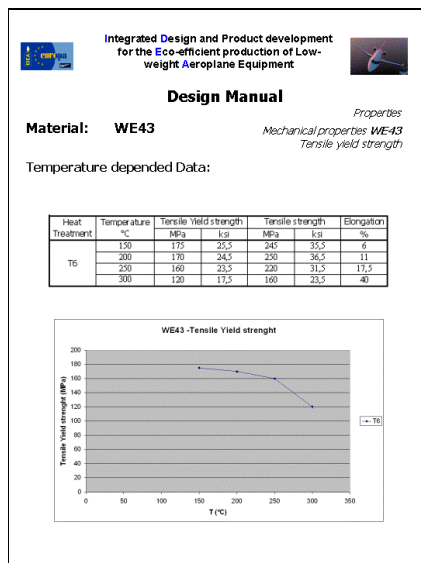 Integrated Design and Product development
for the Eco-efficient production of Low-
weight Aeroplane Equipment
IDEA
europa
Design Manual
Properties
Material: WE43
Mechanical properties WE43
Tensile yield strength
Temperature depended Data:
Heat Treatment Temperature °C Tensile Yield strength Tensile strength Elongation
MPa ksi MPa ksi %
T6
150 175 25,5 245 35,5 6
200 170 24,5 250 36,5 11
250 160 23,5 220 31,5 17,5
300 120 17,5 160 23,5 40
WE43 -Tensile Yield strenght
Tensile Yield strenght (MPa)
200
180
160
140
120
100
80
60
40
20
0
0 50 100 150 200 250 300 350
T (°C)
T6